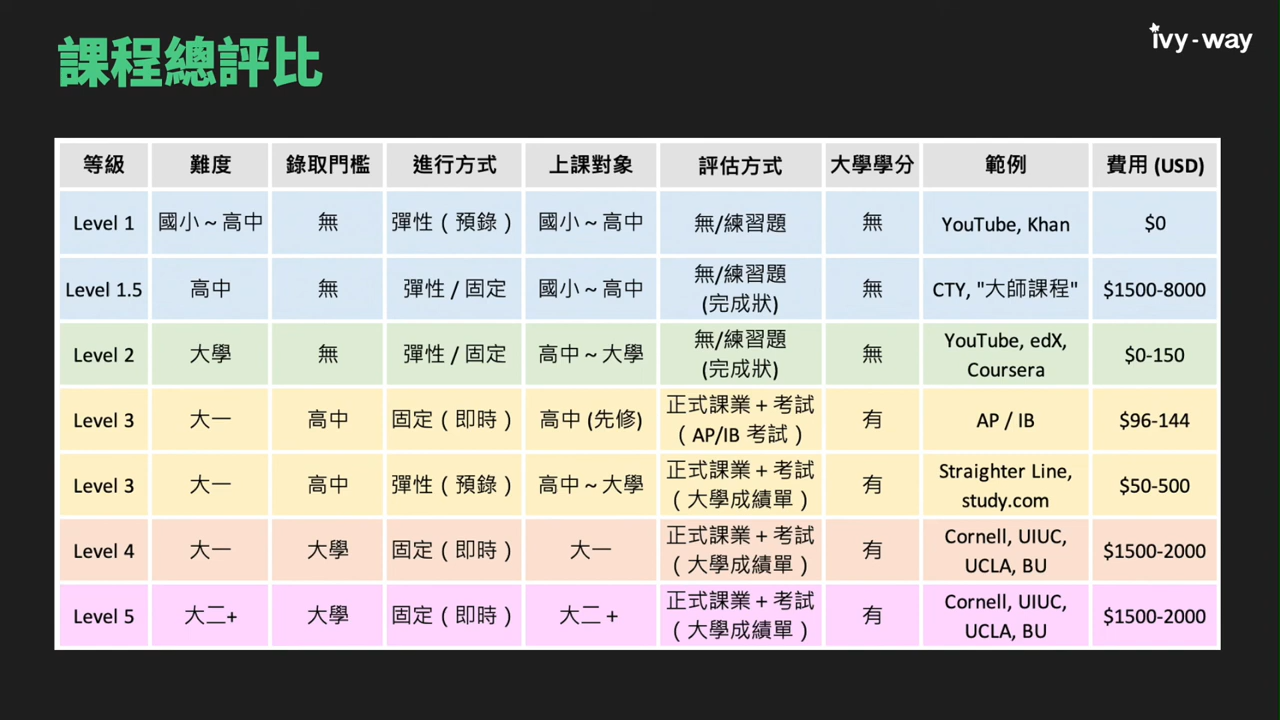 課程總評比
ivy-way
等級 難度 錄取門檻 進行方式 上課對象 評估方式 大學學分 範例 費用 (USD)
Level 1 國小 ~ 高中 無 彈性（預錄） 國小 ~ 高中 無/練習題 無 YouTube, Khan $0
Level 1.5 高中 無 彈性 / 固定 國小 ~ 高中 無/練習題 (完成狀) 無 CTY, "大師課程" $1500-8000
Level 2 大學 無 彈性 / 固定 高中 ~ 大學 無/練習題 (完成狀) 無 YouTube, edX, Coursera $0-150
Level 3 大一 高中 固定（即時） 高中 (先修) 正式課業 + 考試（AP/IB 考試） 有 AP / IB $96-144
Level 3 大一 高中 彈性（預錄） 高中 ~ 大學 正式課業 + 考試（大學成績單） 有 Straighter Line, study.com $50-500
Level 4 大一 大學 固定（即時） 大一 正式課業 + 考試（大學成績單） 有 Cornell, UIUC, UCLA, BU $1500-2000
Level 5 大二+ 大學 固定（即時） 大二 + 正式課業 + 考試（大學成績單） 有 Cornell, UIUC, UCLA, BU $1500-2000